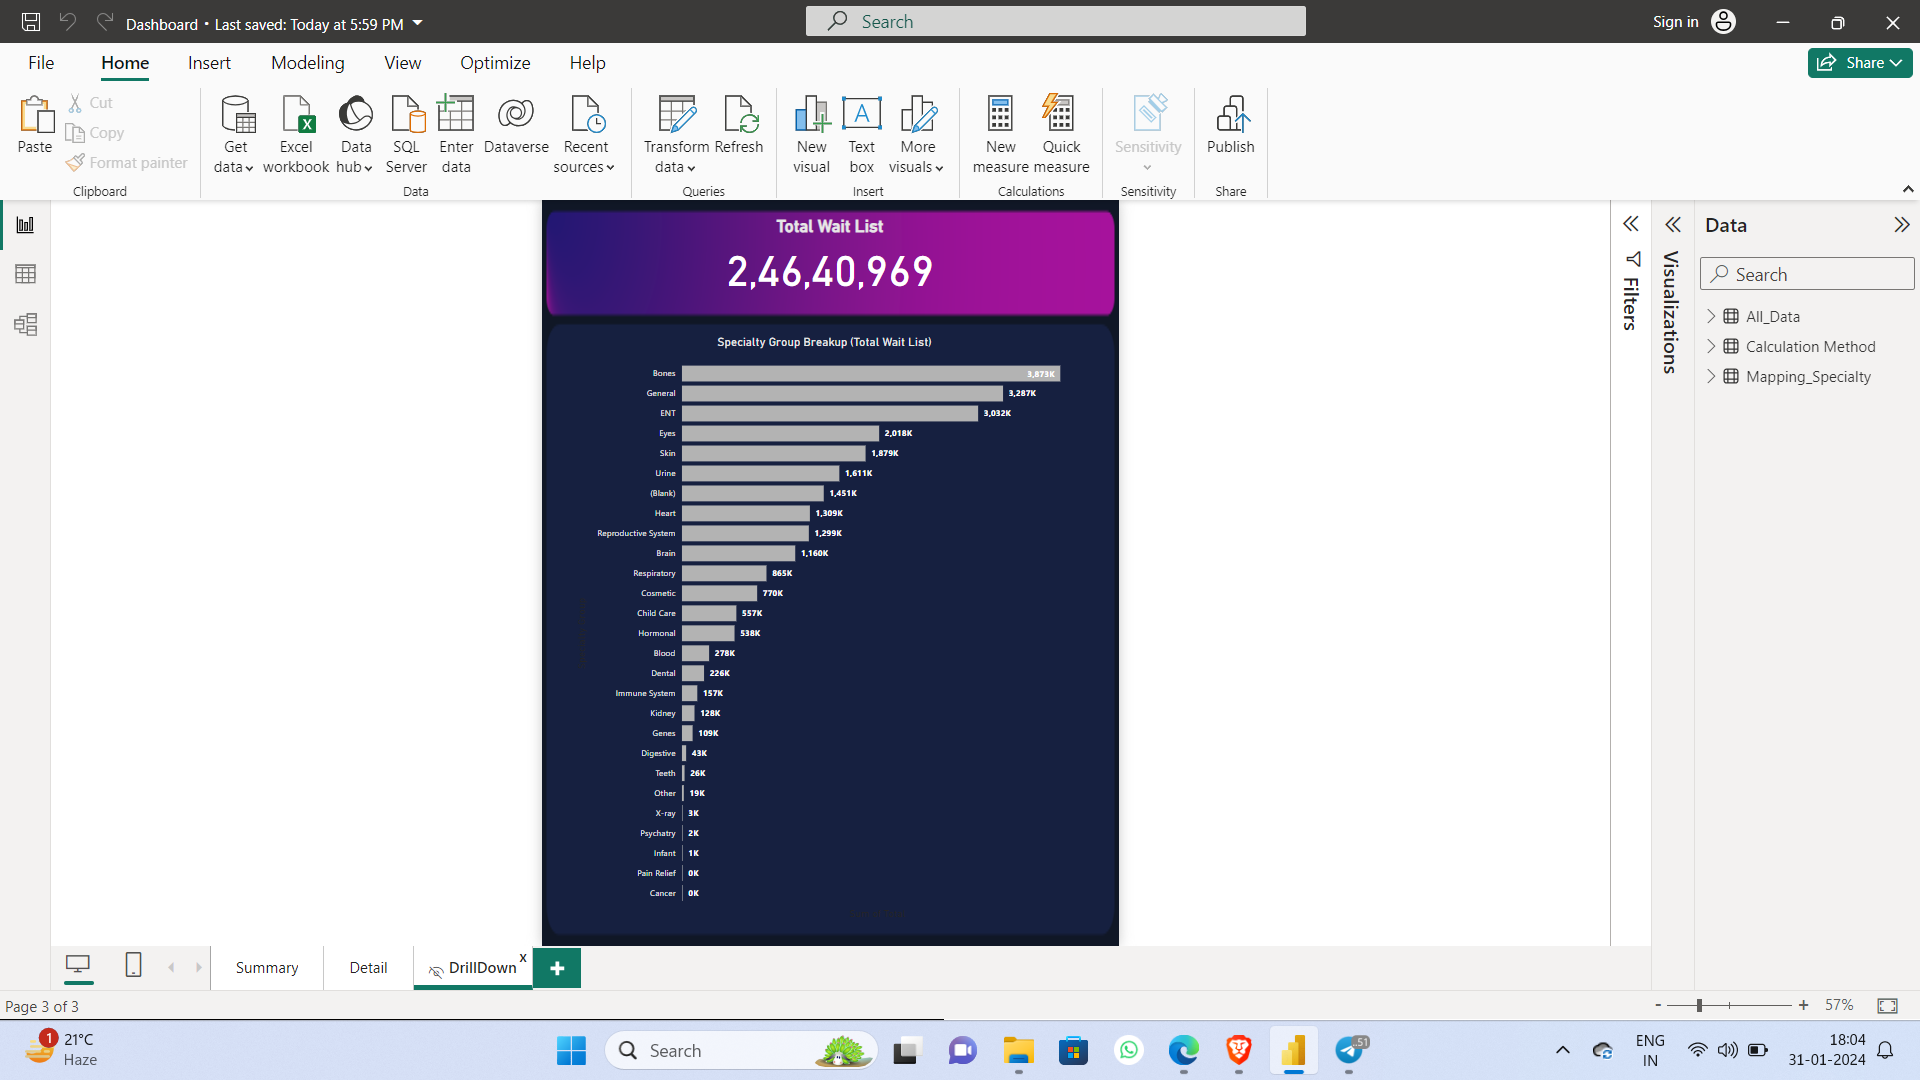 Dashboard • Last saved: Today at 5:59 PM
Search
Sign in
File
Home
Insert
Modeling
View
Optimize
Help
Share
Paste
Cut
Copy
Format painter
Clipboard
Get data
Excel workbook
Data hub
SQL Server
Enter data
Dataverse
Recent sources
Data
Transform data
Refresh
Queries
New visual
Text box
More visuals
Insert
New measure
Quick measure
Calculations
Sensitivity
Sensitivity
Publish
Share
Total Wait List
2,46,40,969
Specialty Group Breakup (Total Wait List)
Bones 3,873K
General 3,287K
ENT 3,032K
Eyes 2,018K
Skin 1,879K
Urine 1,611K
(Blank) 1,451K
Heart 1,309K
Reproductive System 1,299K
Brain 1,160K
Respiratory 865K
Cosmetic 770K
Child Care 557K
Hormonal 538K
Blood 278K
Dental 226K
Immune System 157K
Kidney 128K
Genes 109K
Digestive 43K
Teeth 26K
Other 19K
X-ray 3K
Psychatry 2K
Infant 1K
Pain Relief 0K
Cancer 0K
Filters
Visualizations
Data
Search
All_Data
Calculation Method
Mapping_Specialty
Summary
Detail
DrillDown
x
Page 3 of 3
- + 57%
1
21°C
Haze
Search
51
ENG
IN
18:04
31-01-2024